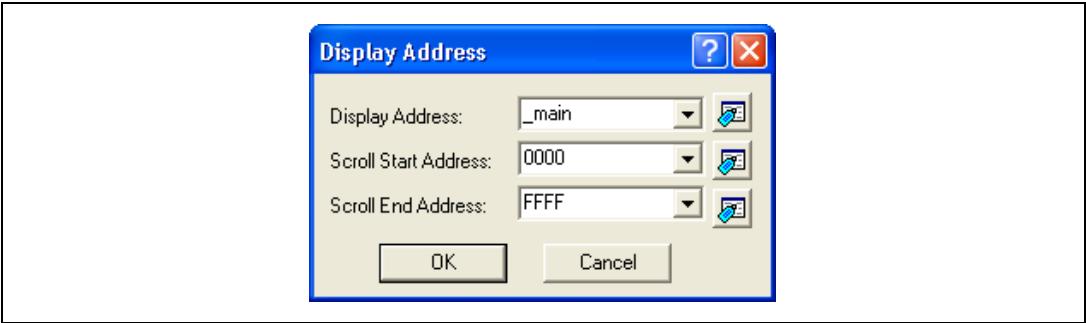 Display Address
Display Address: _main
Scroll Start Address: 0000
Scroll End Address: FFFF
OK Cancel